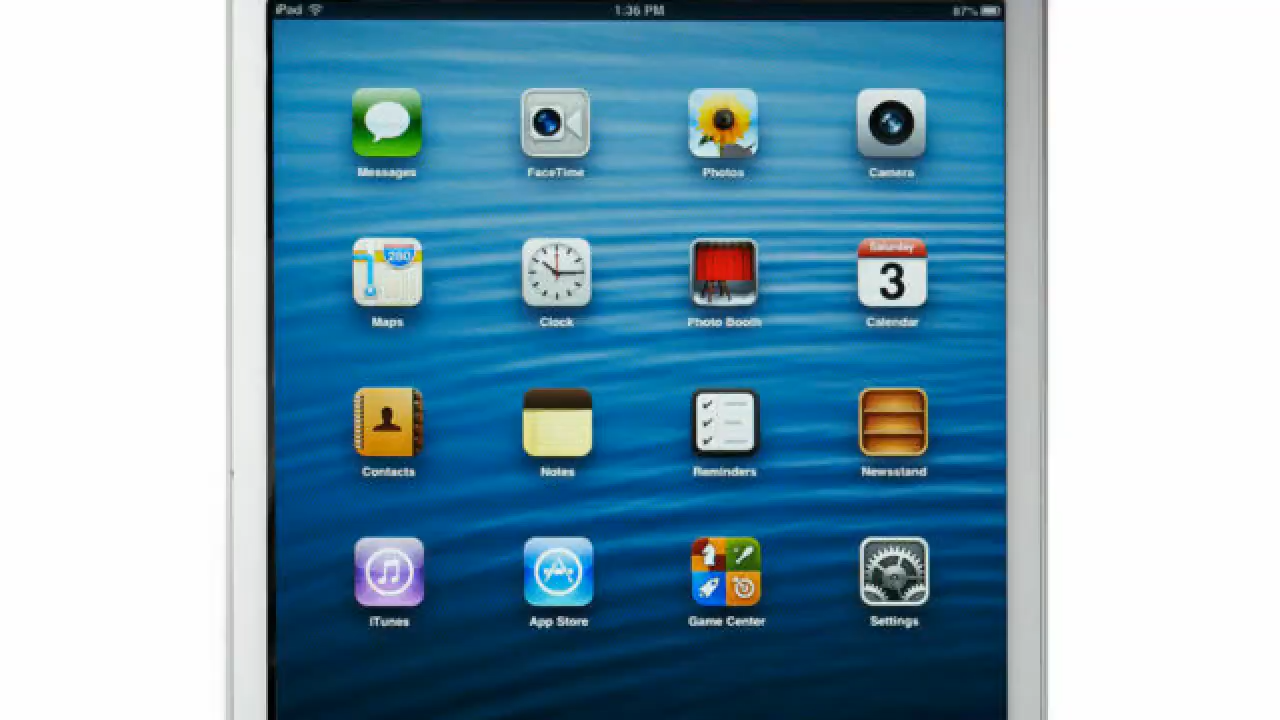 iPad 1:36 PM 87%
Messages FaceTime Photos Camera
280 Saturday
3
Maps Clock Photo Booth Calendar
Contacts Notes Reminders Newsstand
iTunes App Store Game Center Settings